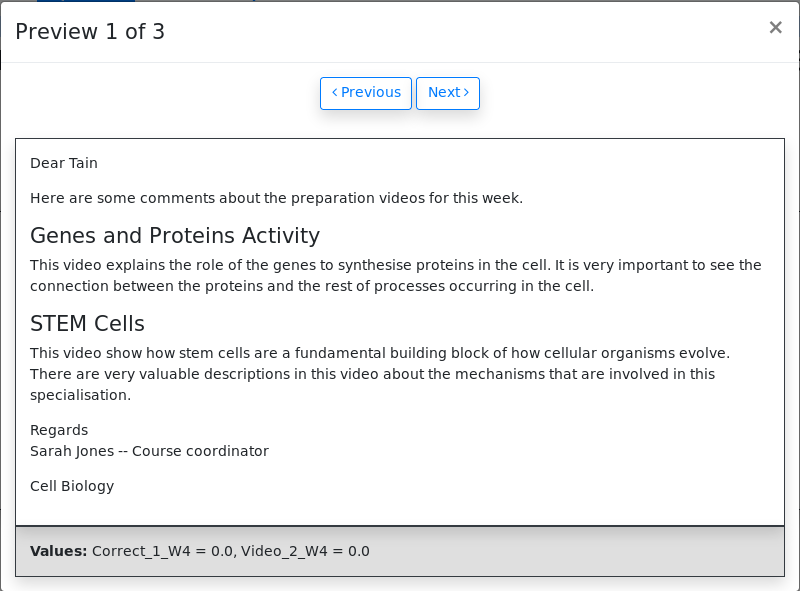 Preview 1 of 3
×
‹ Previous
Next ›
Dear Tain
Here are some comments about the preparation videos for this week.
Genes and Proteins Activity
This video explains the role of the genes to synthesise proteins in the cell. It is very important to see the
connection between the proteins and the rest of processes occurring in the cell.
STEM Cells
This video show how stem cells are a fundamental building block of how cellular organisms evolve.
There are very valuable descriptions in this video about the mechanisms that are involved in this
specialisation.
Regards
Sarah Jones -- Course coordinator
Cell Biology
Values: Correct_1_W4 = 0.0, Video_2_W4 = 0.0